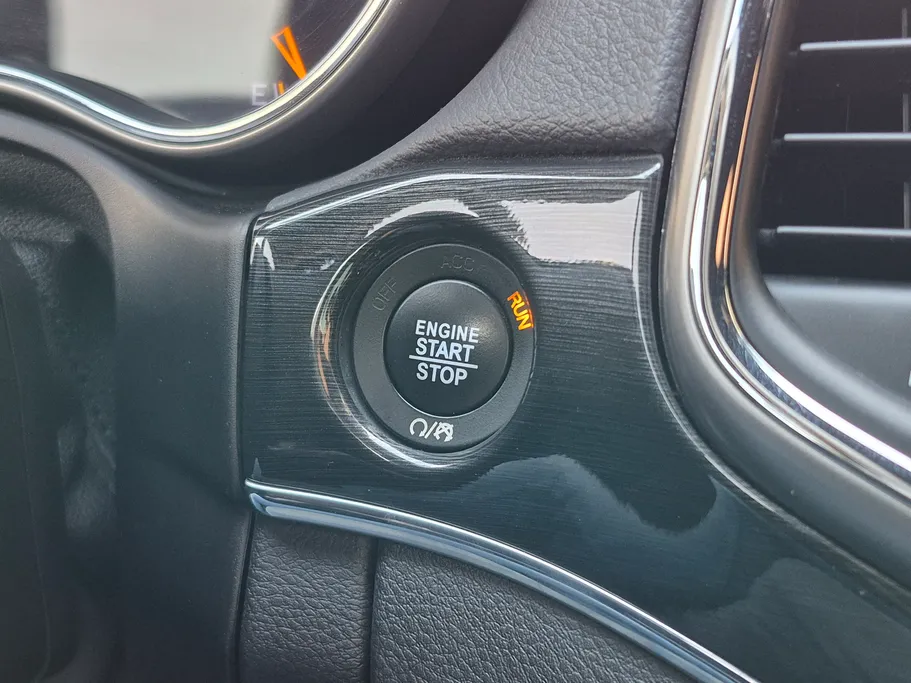 E
OFF
ACC
RUN
ENGINE
START
STOP